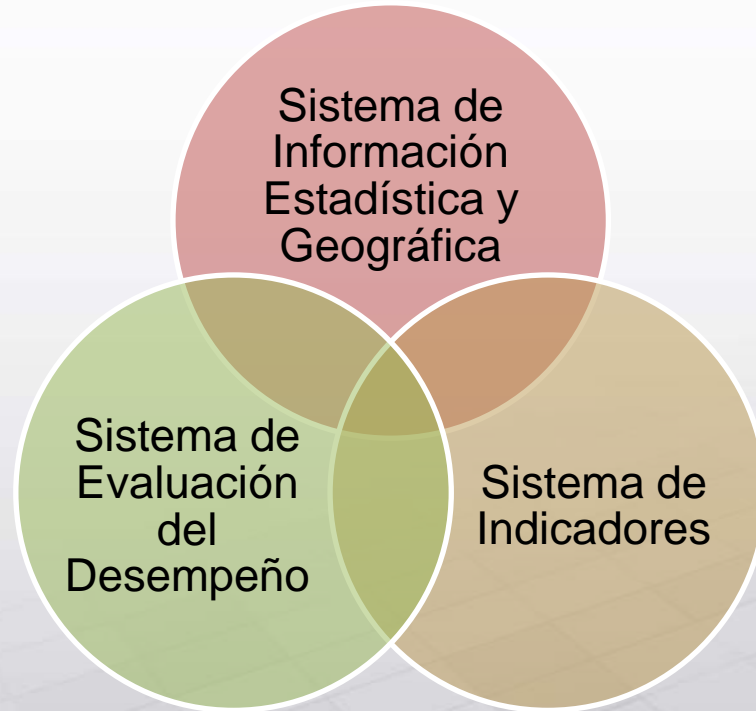 Sistema de
Información
Estadística y
Geográfica
Sistema de
Evaluación
del
Desempeño
Sistema de
Indicadores